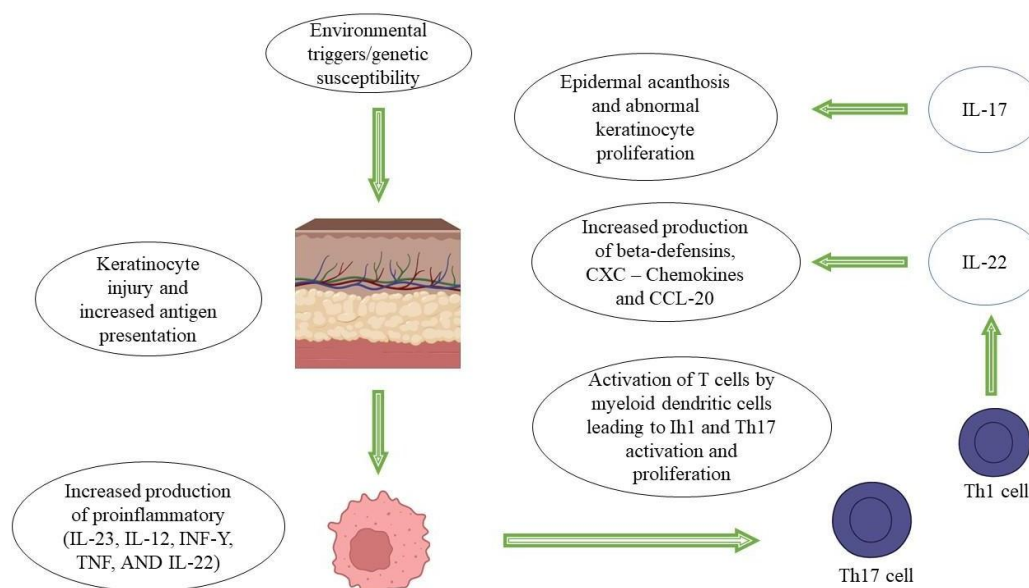 Environmental
triggers/genetic
susceptibility
Keratinocyte
injury and
increased antigen
presentation
Increased production
of proinflammatory
(IL-23, IL-12, INF-Y,
TNF, AND IL-22)
Activation of T cells by
myeloid dendritic cells
leading to Ih1 and Th17
activation and
proliferation
Th17 cell
Th1 cell
IL-22
Increased production
of beta-defensins,
CXC – Chemokines
and CCL-20
IL-17
Epidermal acanthosis
and abnormal
keratinocyte
proliferation